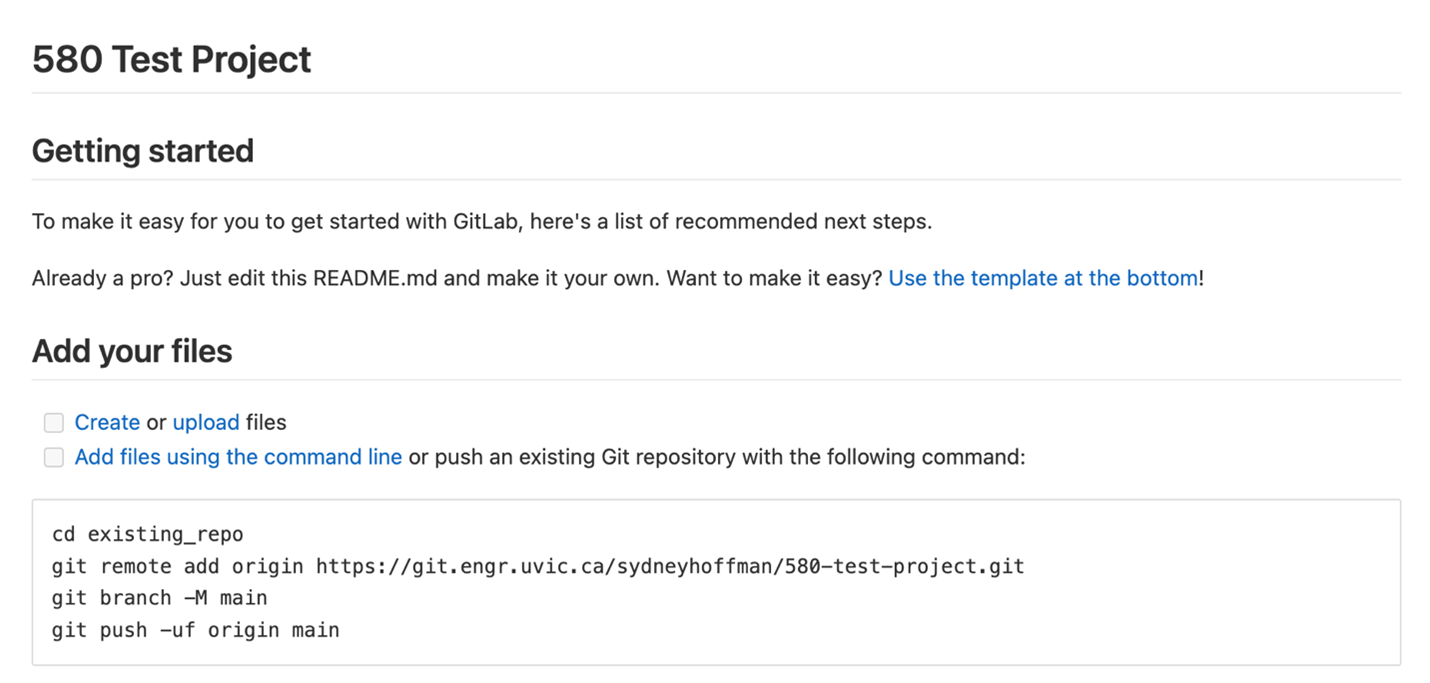 580 Test Project
Getting started
To make it easy for you to get started with GitLab, here's a list of recommended next steps.
Already a pro? Just edit this README.md and make it your own. Want to make it easy? Use the template at the bottom!
Add your files
Create or upload files
Add files using the command line or push an existing Git repository with the following command:
cd existing_repo
git remote add origin https://git.engr.uvic.ca/sydneyhoffman/580-test-project.git
git branch -M main
git push -uf origin main